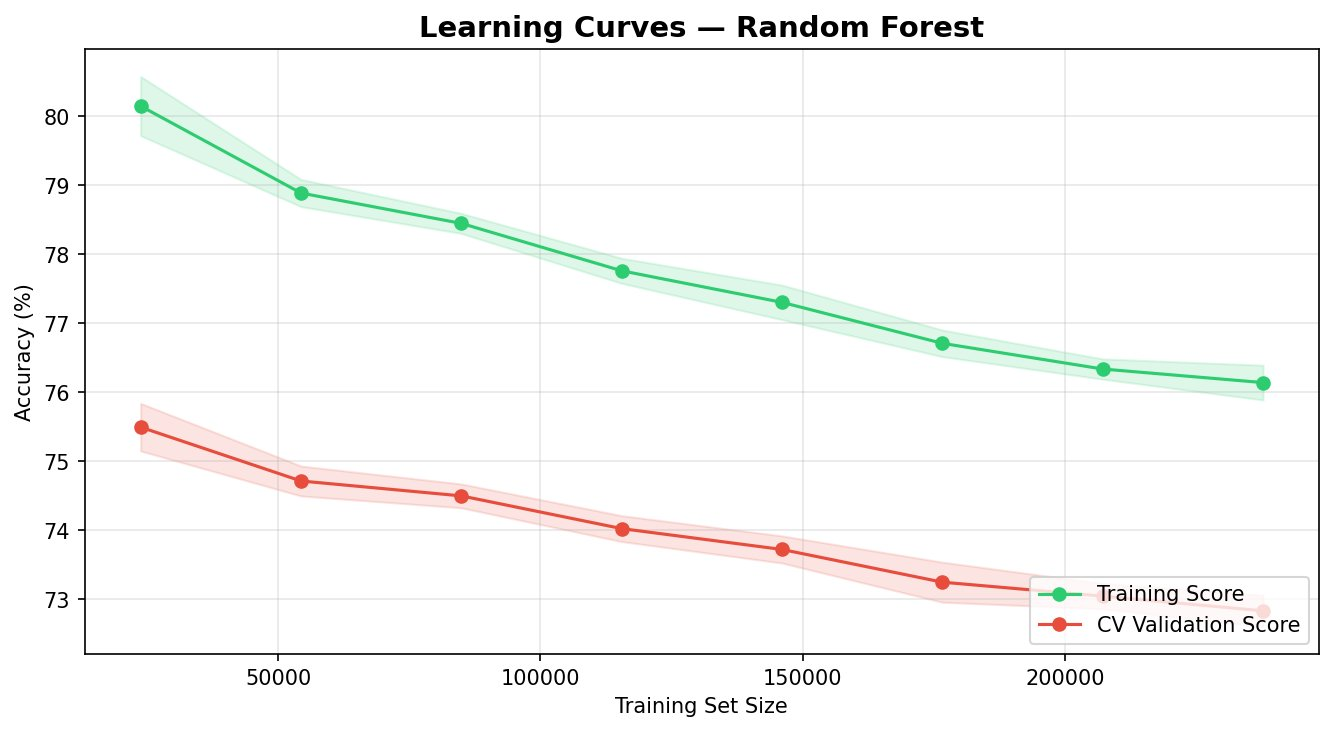 Learning Curves — Random Forest
Accuracy (%)
80
79
78
77
76
75
74
73
Training Score
CV Validation Score
50000 100000 150000 200000
Training Set Size